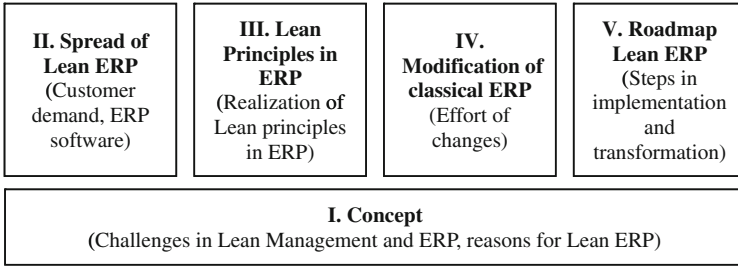 II. Spread of
Lean ERP
(Customer
demand, ERP
software)
III. Lean
Principles in
ERP
(Realization of
Lean principles
in ERP)
IV.
Modification of
classical ERP
(Effort of
changes)
V. Roadmap
Lean ERP
(Steps in
implementation
and
transformation)
I. Concept
(Challenges in Lean Management and ERP, reasons for Lean ERP)